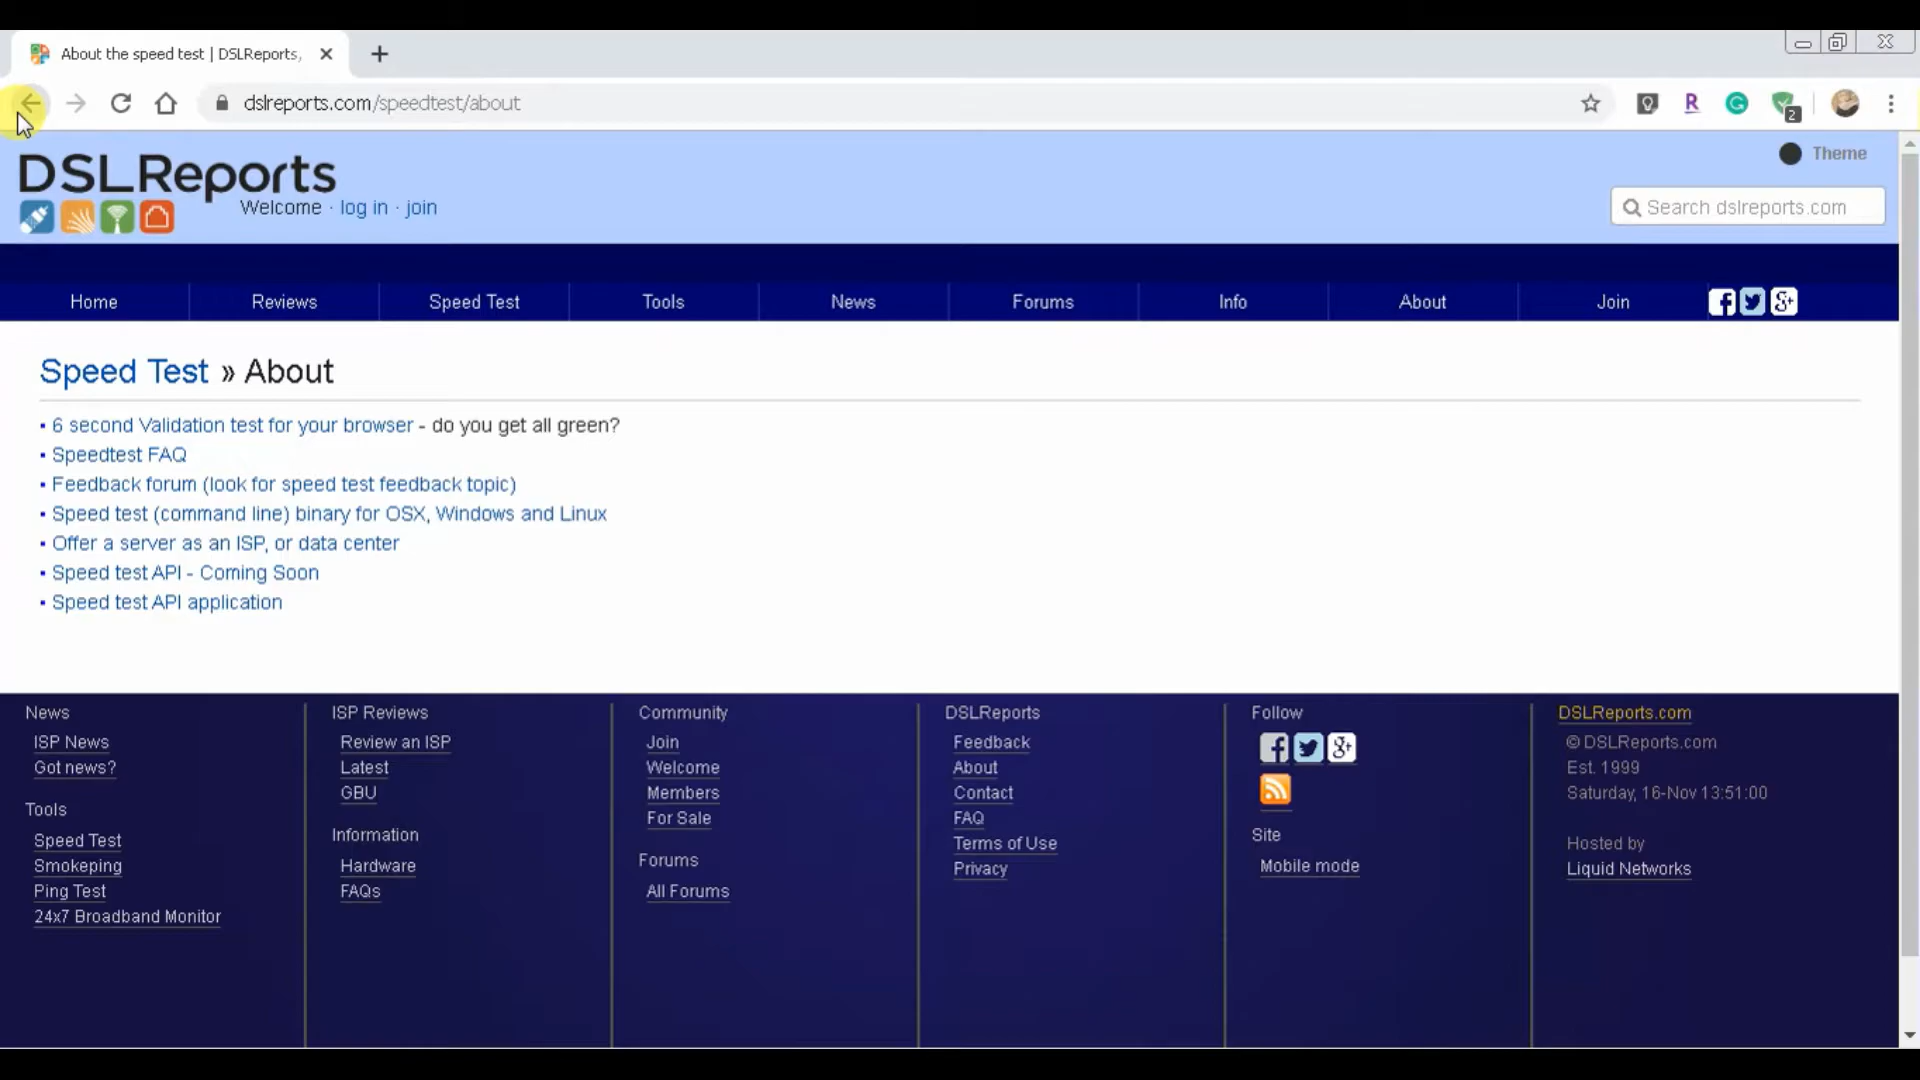 About the speed test | DSLReports,
dslreports.com/speedtest/about
R
G
2
DSLReports
Welcome · log in · join
Theme
Search dslreports.com
Home Reviews Speed Test Tools News Forums Info About Join
Speed Test » About
• 6 second Validation test for your browser - do you get all green?
• Speedtest FAQ
• Feedback forum (look for speed test feedback topic)
• Speed test (command line) binary for OSX, Windows and Linux
• Offer a server as an ISP, or data center
• Speed test API - Coming Soon
• Speed test API application
News
ISP News
Got news?
Tools
Speed Test
Smokeping
Ping Test
24x7 Broadband Monitor
ISP Reviews
Review an ISP
Latest
GBU
Information
Hardware
FAQs
Community
Join
Welcome
Members
For Sale
Forums
All Forums
DSLReports
Feedback
About
Contact
FAQ
Terms of Use
Privacy
Follow
Site
Mobile mode
DSLReports.com
© DSLReports.com
Est. 1999
Saturday, 16-Nov 13:51:00
Hosted by
Liquid Networks